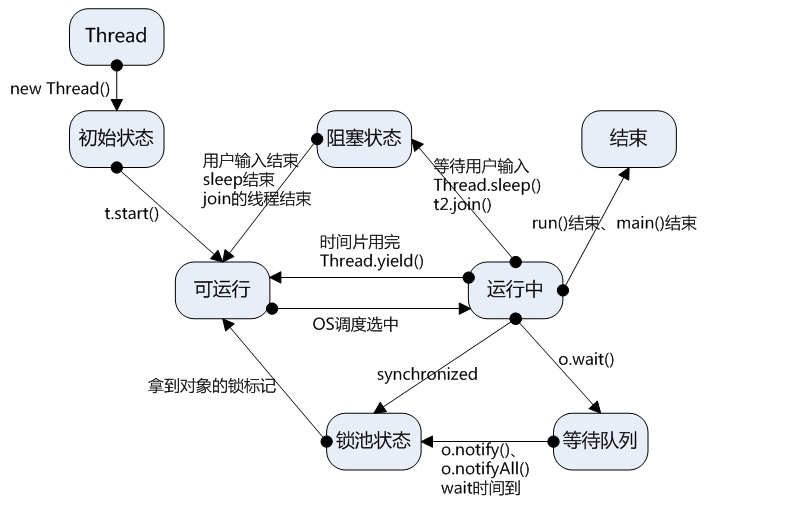 Thread
new Thread()
初始状态
阻塞状态
结束
用户输入结束
sleep结束
join的线程结束
等待用户输入
Thread.sleep()
t2.join()
t.start()
run()结束、main()结束
时间片用完
Thread.yield()
可运行
运行中
OS调度选中
synchronized
o.wait()
拿到对象的锁标记
锁池状态
等待队列
o.notify()、
o.notifyAll()
wait时间到